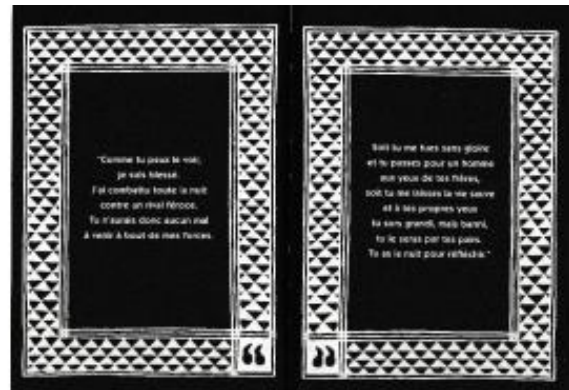 "Comme tu peux le voir,
je suis blessé.
J'ai combattu toute la nuit
contre un rival féroce.
Tu n'aurais donc aucun mal
à venir à bout de mes forces.
Soit tu me tues sans gloire
et tu passes pour un homme
aux yeux de tes frères,
soit tu me laisses la vie sauve
et à tes propres yeux
tu sors grandi, mais banni,
tu le seras par tes pairs.
Tu as la nuit pour réfléchir."